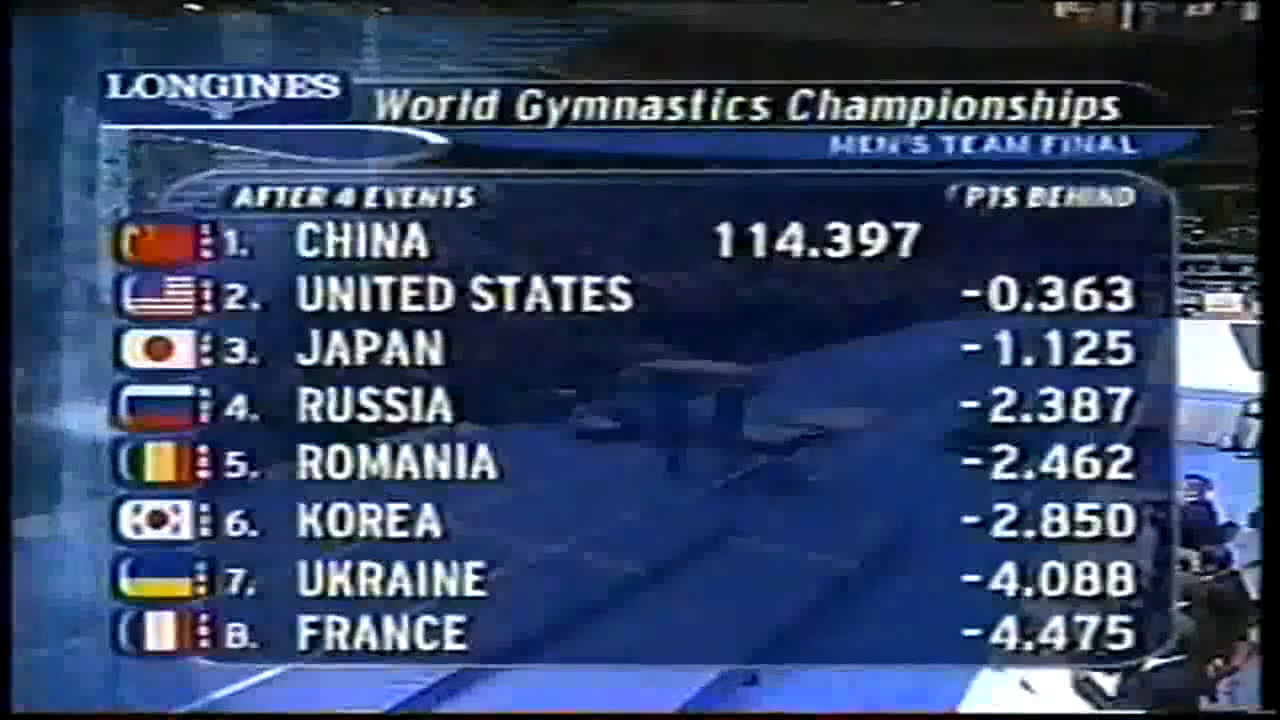 LONGINES
World Gymnastics Championships
MEN'S TEAM FINAL
AFTER 4 EVENTS PTS BEHIND
1. CHINA 114.397
2. UNITED STATES -0.363
3. JAPAN -1.125
4. RUSSIA -2.387
5. ROMANIA -2.462
6. KOREA -2.850
7. UKRAINE -4.088
8. FRANCE -4.475